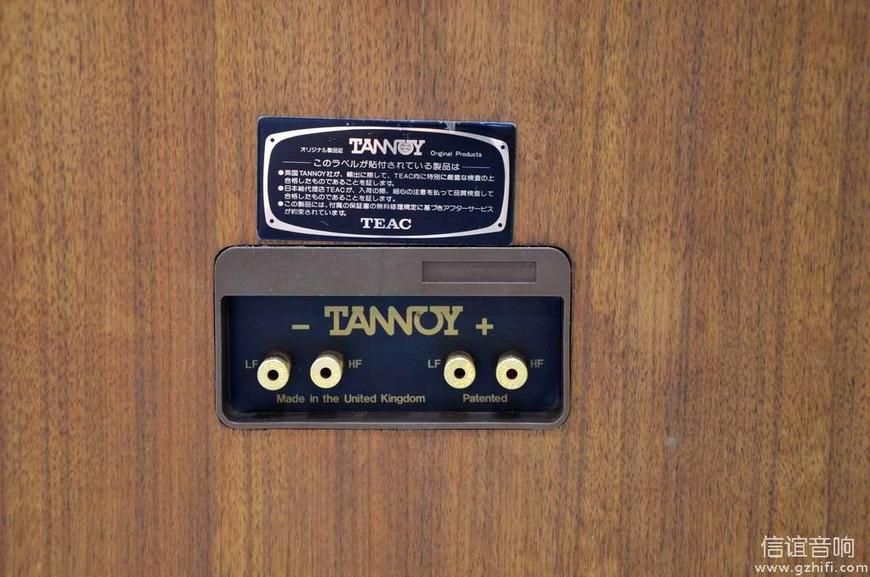 オリジナル製品証 TANNOY Original Products
このラベルが貼付されている製品は
●英国TANNOY社が、輸出に際して、TEAC向に特別に厳重な検査の上
合格したものであることを証します。
●日本総代理店TEACが、入荷の際、細心の注意を払って品質検査して
合格したものであることを証します。
●この製品には、付属の保証書の無料修理規定に基づきアフターサービス
が約束されています。
TEAC
− TANNOY +
LF HF LF HF
Made in the United Kingdom Patented
信谊音响
www.gzhifi.com